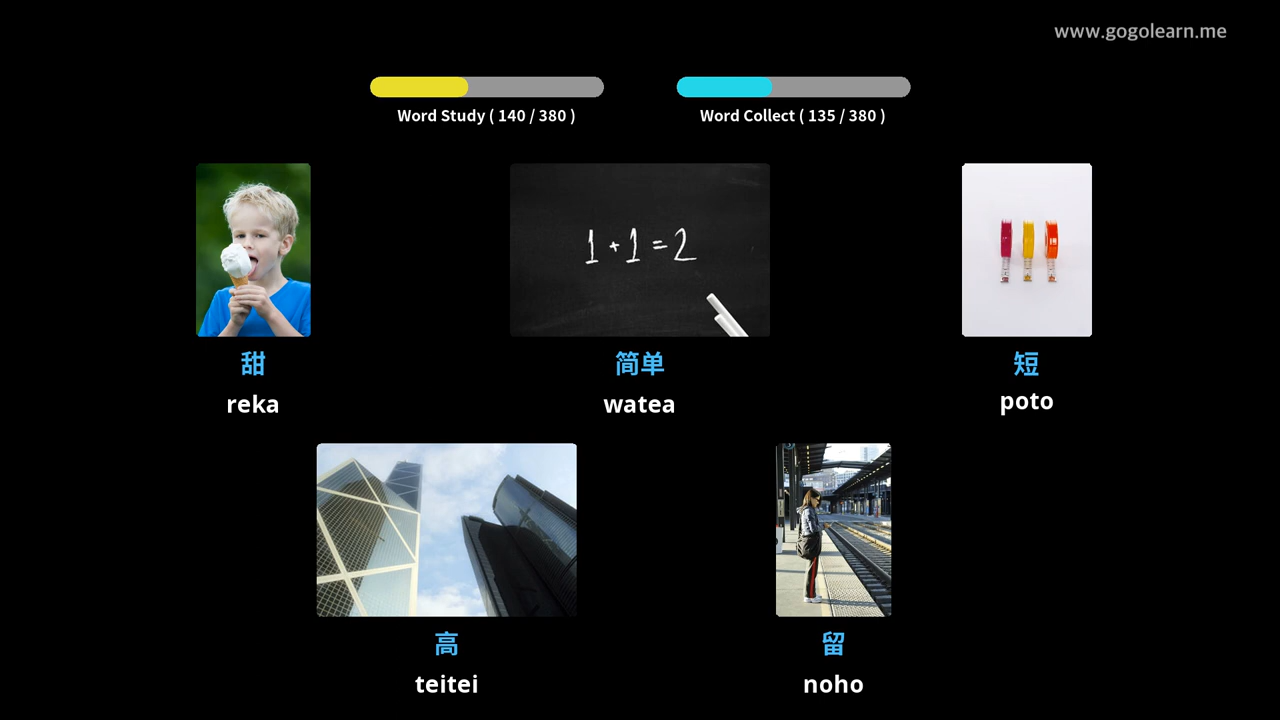 www.gogolearn.me
Word Study ( 140 / 380 )
Word Collect ( 135 / 380 )
1+1=2
甜
reka
简单
watea
短
poto
高
teitei
留
noho